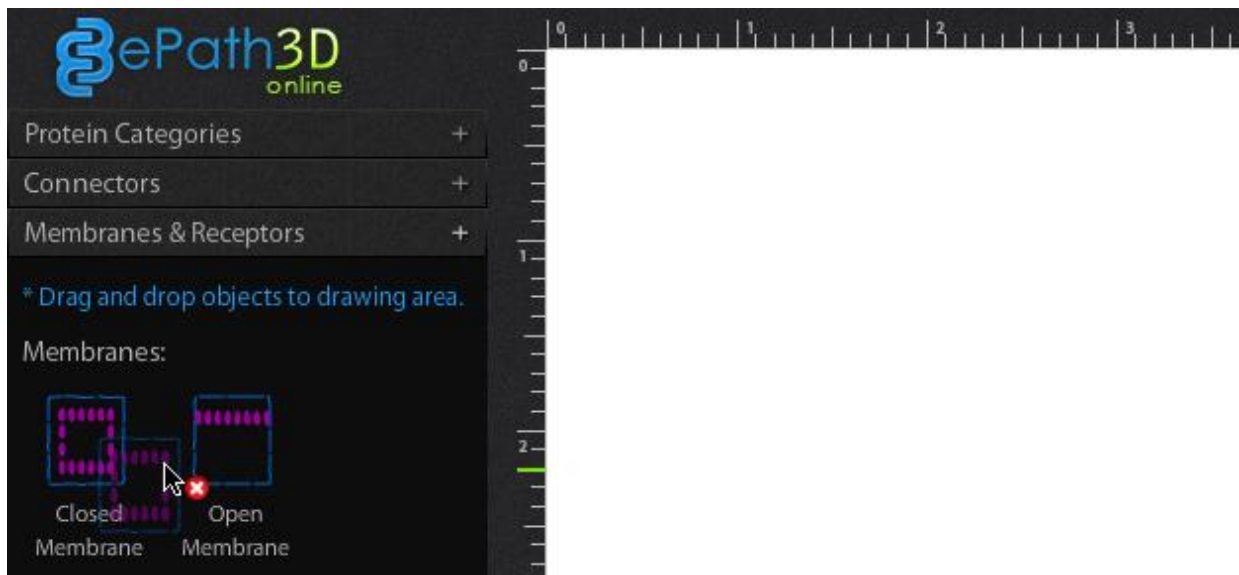 ePath3D
online
0 1 2 3
0
Protein Categories +
Connectors +
Membranes & Receptors +
1
* Drag and drop objects to drawing area.
Membranes:
2
Closed Open
Membrane Membrane